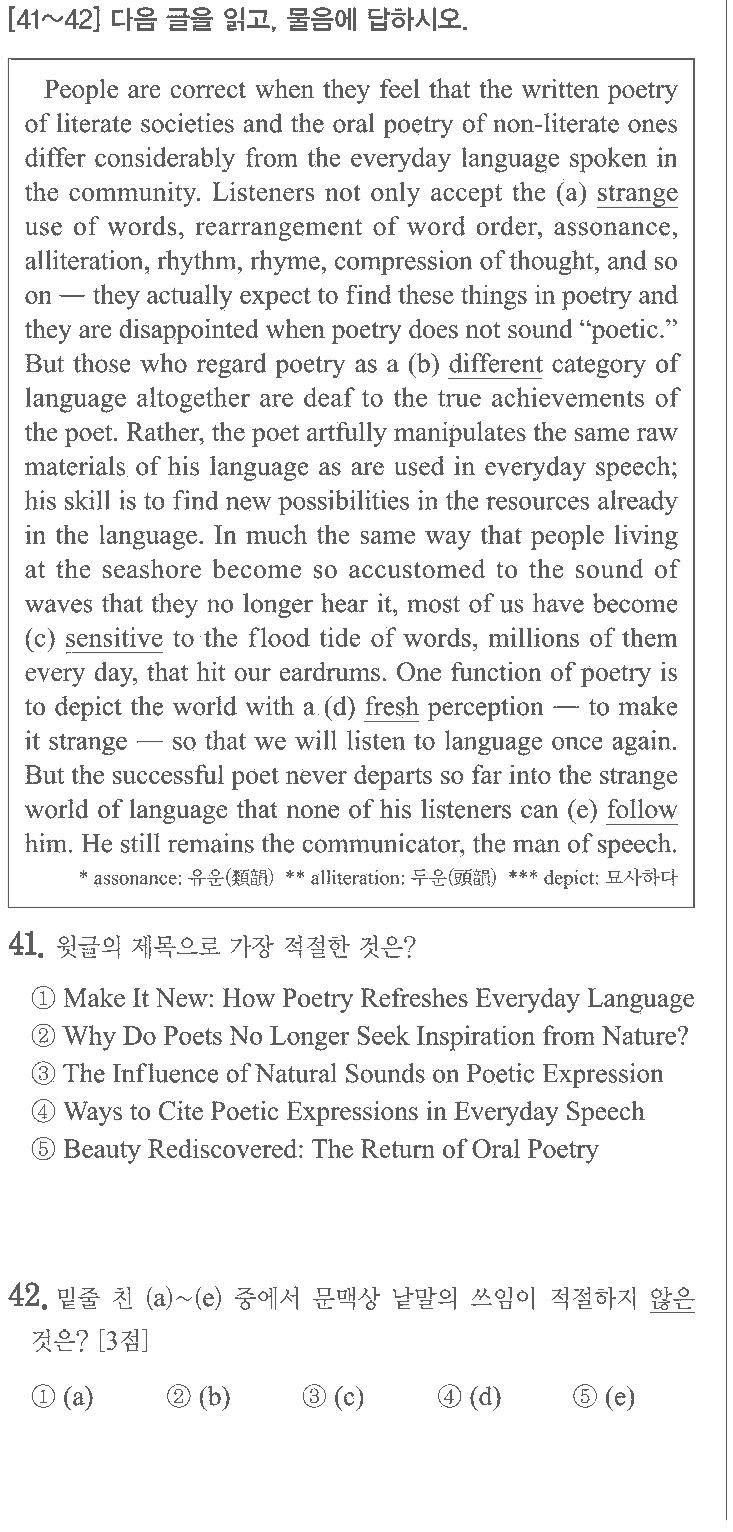 [41~42] 다음 글을 읽고, 물음에 답하시오.
People are correct when they feel that the written poetry
of literate societies and the oral poetry of non-literate ones
differ considerably from the everyday language spoken in
the community. Listeners not only accept the (a) strange
use of words, rearrangement of word order, assonance,
alliteration, rhythm, rhyme, compression of thought, and so
on — they actually expect to find these things in poetry and
they are disappointed when poetry does not sound “poetic.”
But those who regard poetry as a (b) different category of
language altogether are deaf to the true achievements of
the poet. Rather, the poet artfully manipulates the same raw
materials of his language as are used in everyday speech;
his skill is to find new possibilities in the resources already
in the language. In much the same way that people living
at the seashore become so accustomed to the sound of
waves that they no longer hear it, most of us have become
(c) sensitive to the flood tide of words, millions of them
every day, that hit our eardrums. One function of poetry is
to depict the world with a (d) fresh perception — to make
it strange — so that we will listen to language once again.
But the successful poet never departs so far into the strange
world of language that none of his listeners can (e) follow
him. He still remains the communicator, the man of speech.
* assonance: 유운(類韻) ** alliteration: 두운(頭韻) *** depict: 묘사하다
41. 윗글의 제목으로 가장 적절한 것은?
① Make It New: How Poetry Refreshes Everyday Language
② Why Do Poets No Longer Seek Inspiration from Nature?
③ The Influence of Natural Sounds on Poetic Expression
④ Ways to Cite Poetic Expressions in Everyday Speech
⑤ Beauty Rediscovered: The Return of Oral Poetry
42. 밑줄 친 (a)~(e) 중에서 문맥상 낱말의 쓰임이 적절하지 않은
것은? [3점]
① (a) ② (b) ③ (c) ④ (d) ⑤ (e)